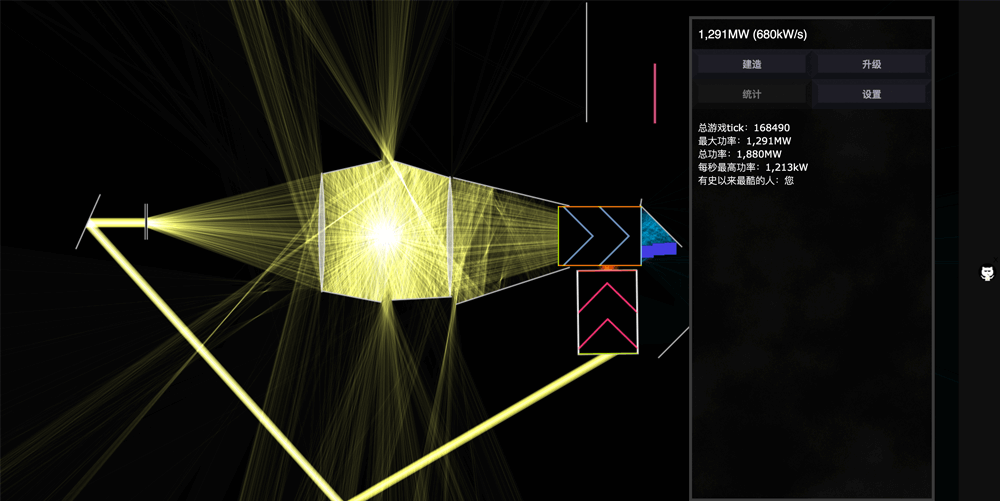 1,291MW (680kW/s)
建造 升级
统计 设置
总游戏tick：168490
最大功率：1,291MW
总功率：1,880MW
每秒最高功率：1,213kW
有史以来最酷的人：您